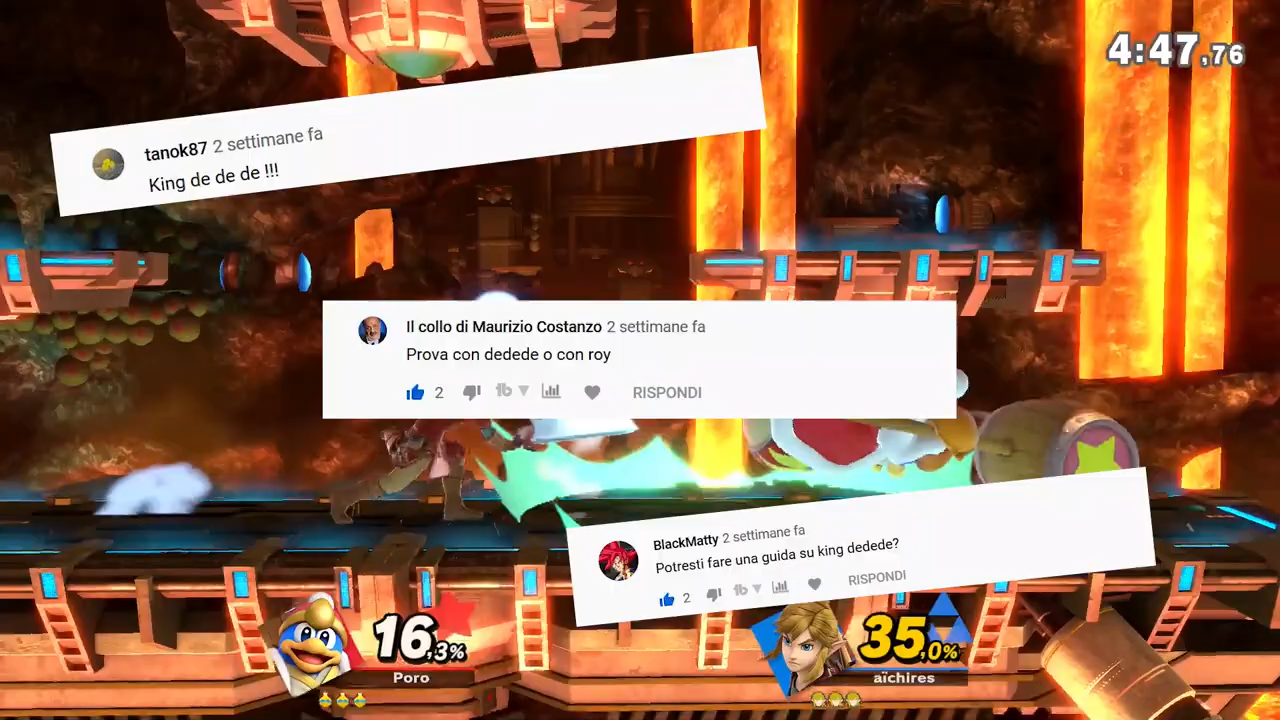 4:47,76
tanok87 2 settimane fa
King de de de !!!
Il collo di Maurizio Costanzo 2 settimane fa
Prova con dedede o con roy
2 RISPONDI
BlackMatty 2 settimane fa
Potresti fare una guida su king dedede?
2 RISPONDI
16,3%
Poro
35,0%
aïchires